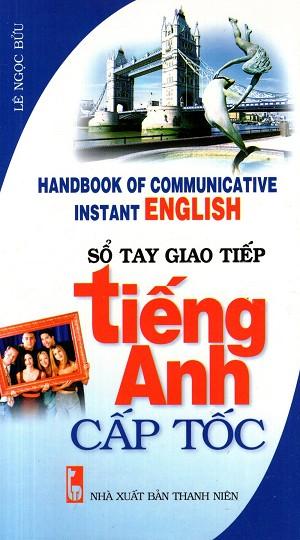 LÊ NGỌC BỬU
HANDBOOK OF COMMUNICATIVE
INSTANT ENGLISH
SỔ TAY GIAO TIẾP
tiếng
Anh
CẤP TỐC
NHÀ XUẤT BẢN THANH NIÊN